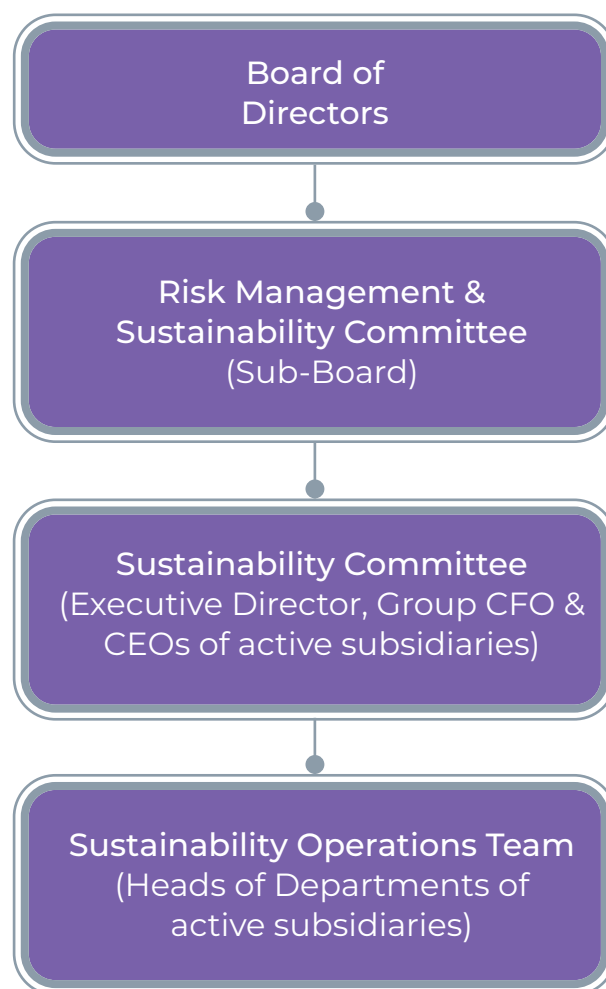 Board of
Directors
Risk Management &
Sustainability Committee
(Sub-Board)
Sustainability Committee
(Executive Director, Group CFO &
CEOs of active subsidiaries)
Sustainability Operations Team
(Heads of Departments of
active subsidiaries)